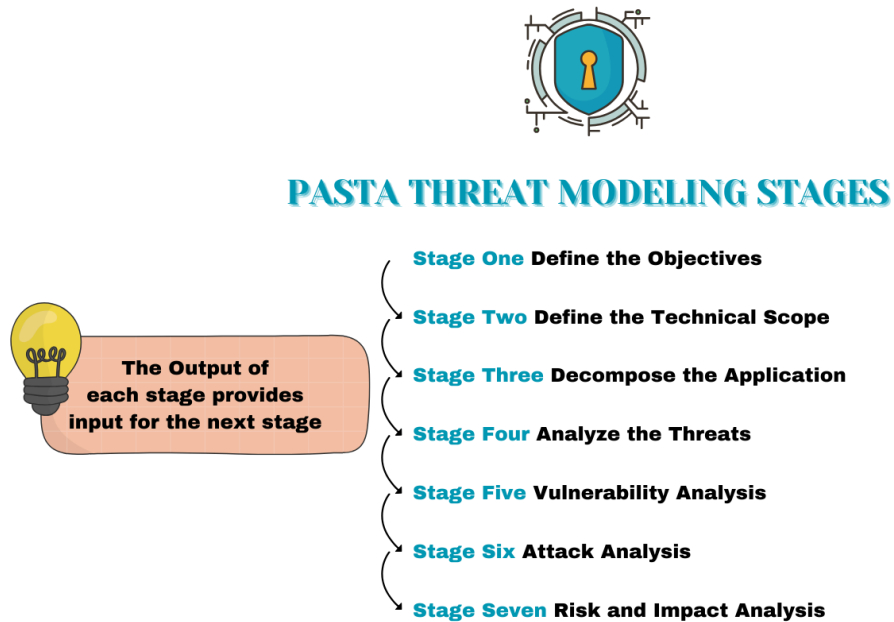 PASTA THREAT MODELING STAGES
Stage One Define the Objectives
Stage Two Define the Technical Scope
Stage Three Decompose the Application
Stage Four Analyze the Threats
Stage Five Vulnerability Analysis
Stage Six Attack Analysis
Stage Seven Risk and Impact Analysis
The Output of
each stage provides
input for the next stage